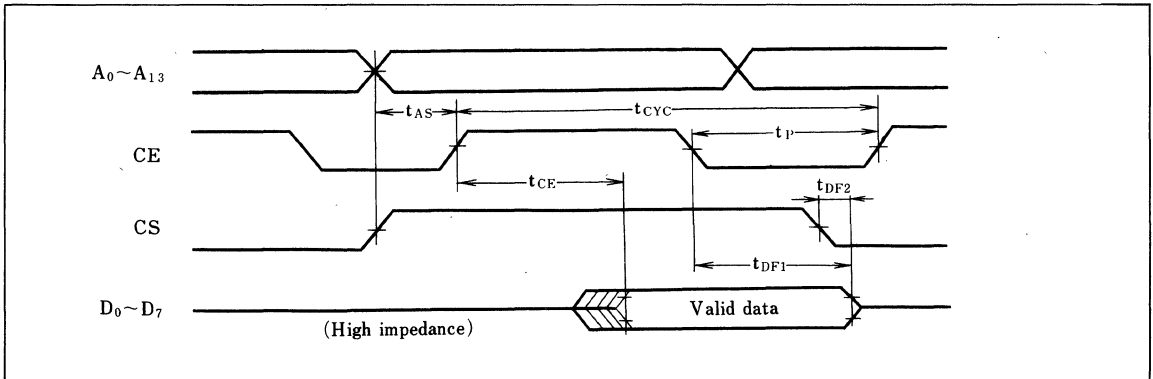 A₀~A₁₃
tAS
tCYC
tP
CE
tCE
tDF2
CS
tDF1
D₀~D₇
Valid data
(High impedance)